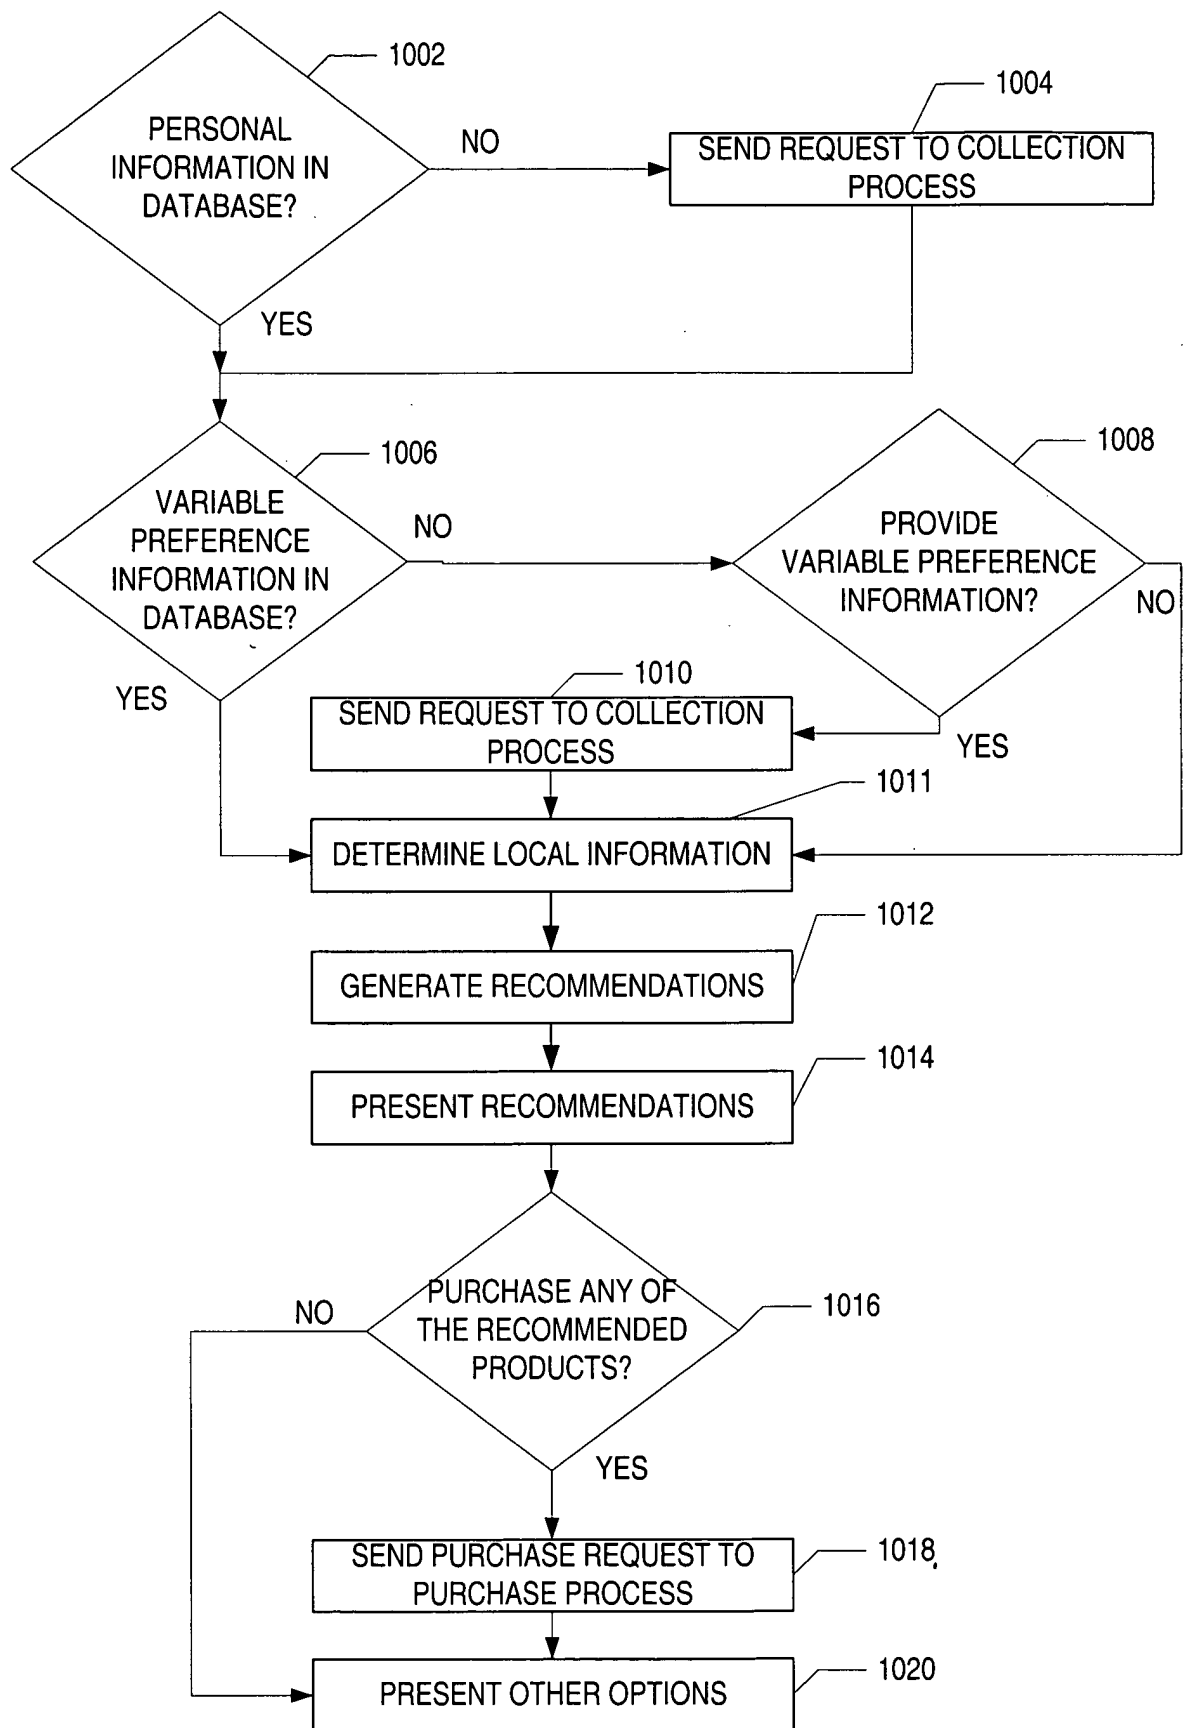 1002
PERSONAL
INFORMATION IN
DATABASE?
NO
1004
SEND REQUEST TO COLLECTION
PROCESS
YES
1006
VARIABLE
PREFERENCE
INFORMATION IN
DATABASE?
NO
1008
PROVIDE
VARIABLE PREFERENCE
INFORMATION?
NO
YES
1010
SEND REQUEST TO COLLECTION
PROCESS
YES
1011
DETERMINE LOCAL INFORMATION
1012
GENERATE RECOMMENDATIONS
1014
PRESENT RECOMMENDATIONS
NO
PURCHASE ANY OF
THE RECOMMENDED
PRODUCTS?
1016
YES
SEND PURCHASE REQUEST TO
PURCHASE PROCESS
1018
PRESENT OTHER OPTIONS
1020